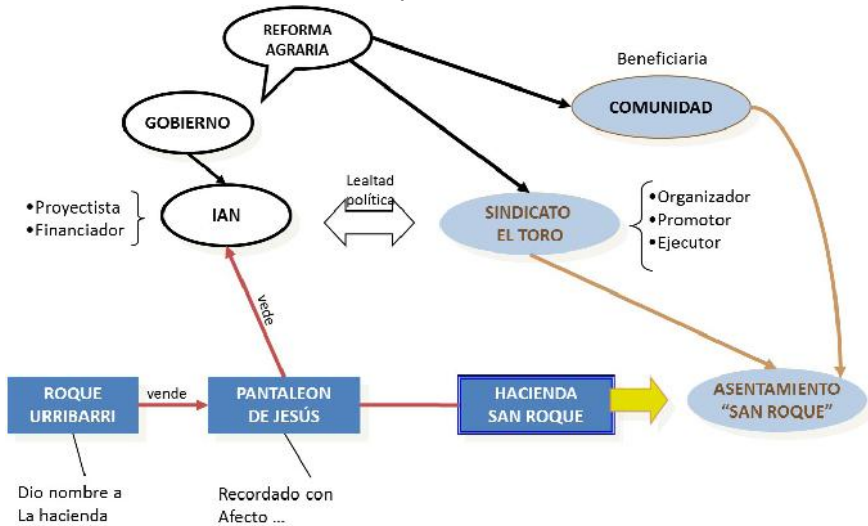 REFORMA
AGRARIA
Beneficiaria
COMUNIDAD
GOBIERNO
Lealtad
política
•Proyectista
•Financiador
IAN
SINDICATO
EL TORO
•Organizador
•Promotor
•Ejecutor
vede
ROQUE
URRIBARRI
vende
PANTALEON
DE JESÚS
HACIENDA
SAN ROQUE
ASENTAMIENTO
“SAN ROQUE”
Dio nombre a
La hacienda
Recordado con
Afecto ...